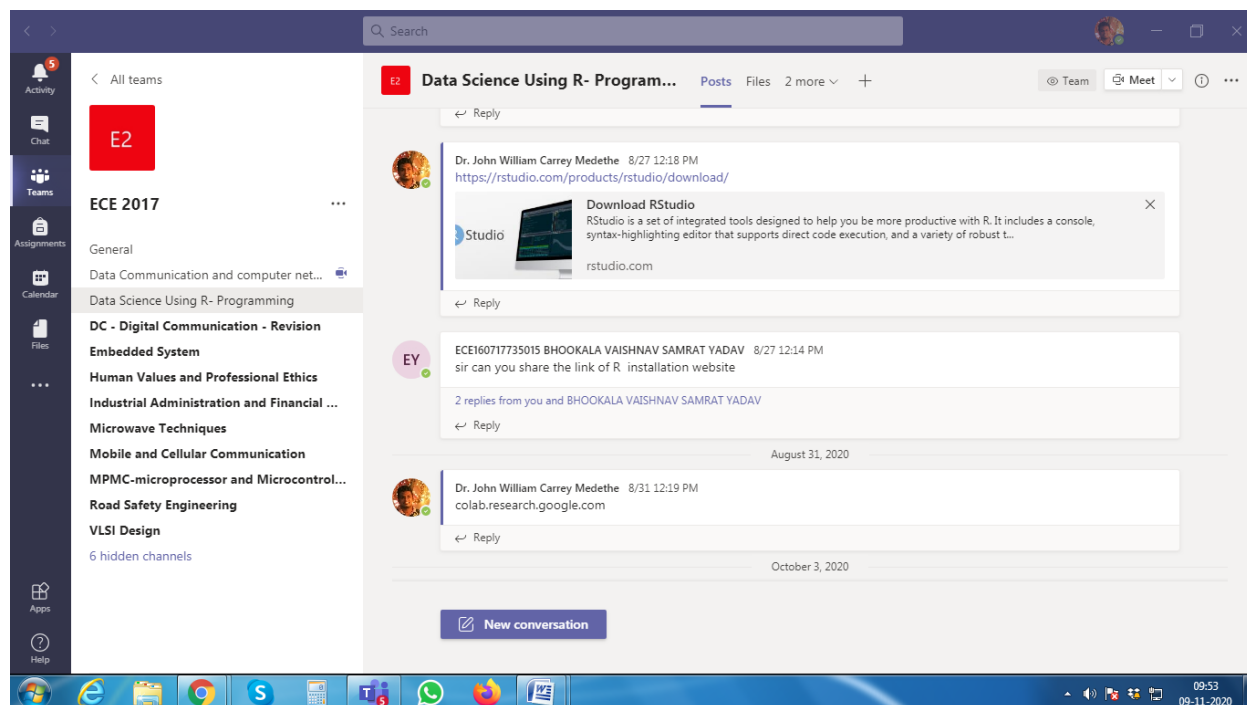 Search
5
Activity
Chat
Teams
Assignments
Calendar
Files
Apps
Help
All teams
E2
ECE 2017
General
Data Communication and computer net...
Data Science Using R- Programming
DC - Digital Communication - Revision
Embedded System
Human Values and Professional Ethics
Industrial Administration and Financial ...
Microwave Techniques
Mobile and Cellular Communication
MPMC-microprocessor and Microcontrol...
Road Safety Engineering
VLSI Design
6 hidden channels
E2 Data Science Using R- Program... Posts Files 2 more Team Meet
Reply
Dr. John William Carrey Medethe 8/27 12:18 PM
https://rstudio.com/products/rstudio/download/
Studio
Download RStudio
RStudio is a set of integrated tools designed to help you be more productive with R. It includes a console,
syntax-highlighting editor that supports direct code execution, and a variety of robust t...
rstudio.com
Reply
EY
ECE160717735015 BHOOKALA VAISHNAV SAMRAT YADAV 8/27 12:14 PM
sir can you share the link of R installation website
2 replies from you and BHOOKALA VAISHNAV SAMRAT YADAV
Reply
August 31, 2020
Dr. John William Carrey Medethe 8/31 12:19 PM
colab.research.google.com
Reply
October 3, 2020
New conversation
09:53
09-11-2020